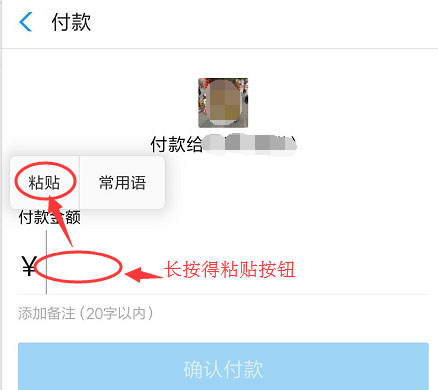 付款
付款给
粘贴 常用语
付款金额
¥
长按得粘贴按钮
添加备注(20字以内)
确认付款